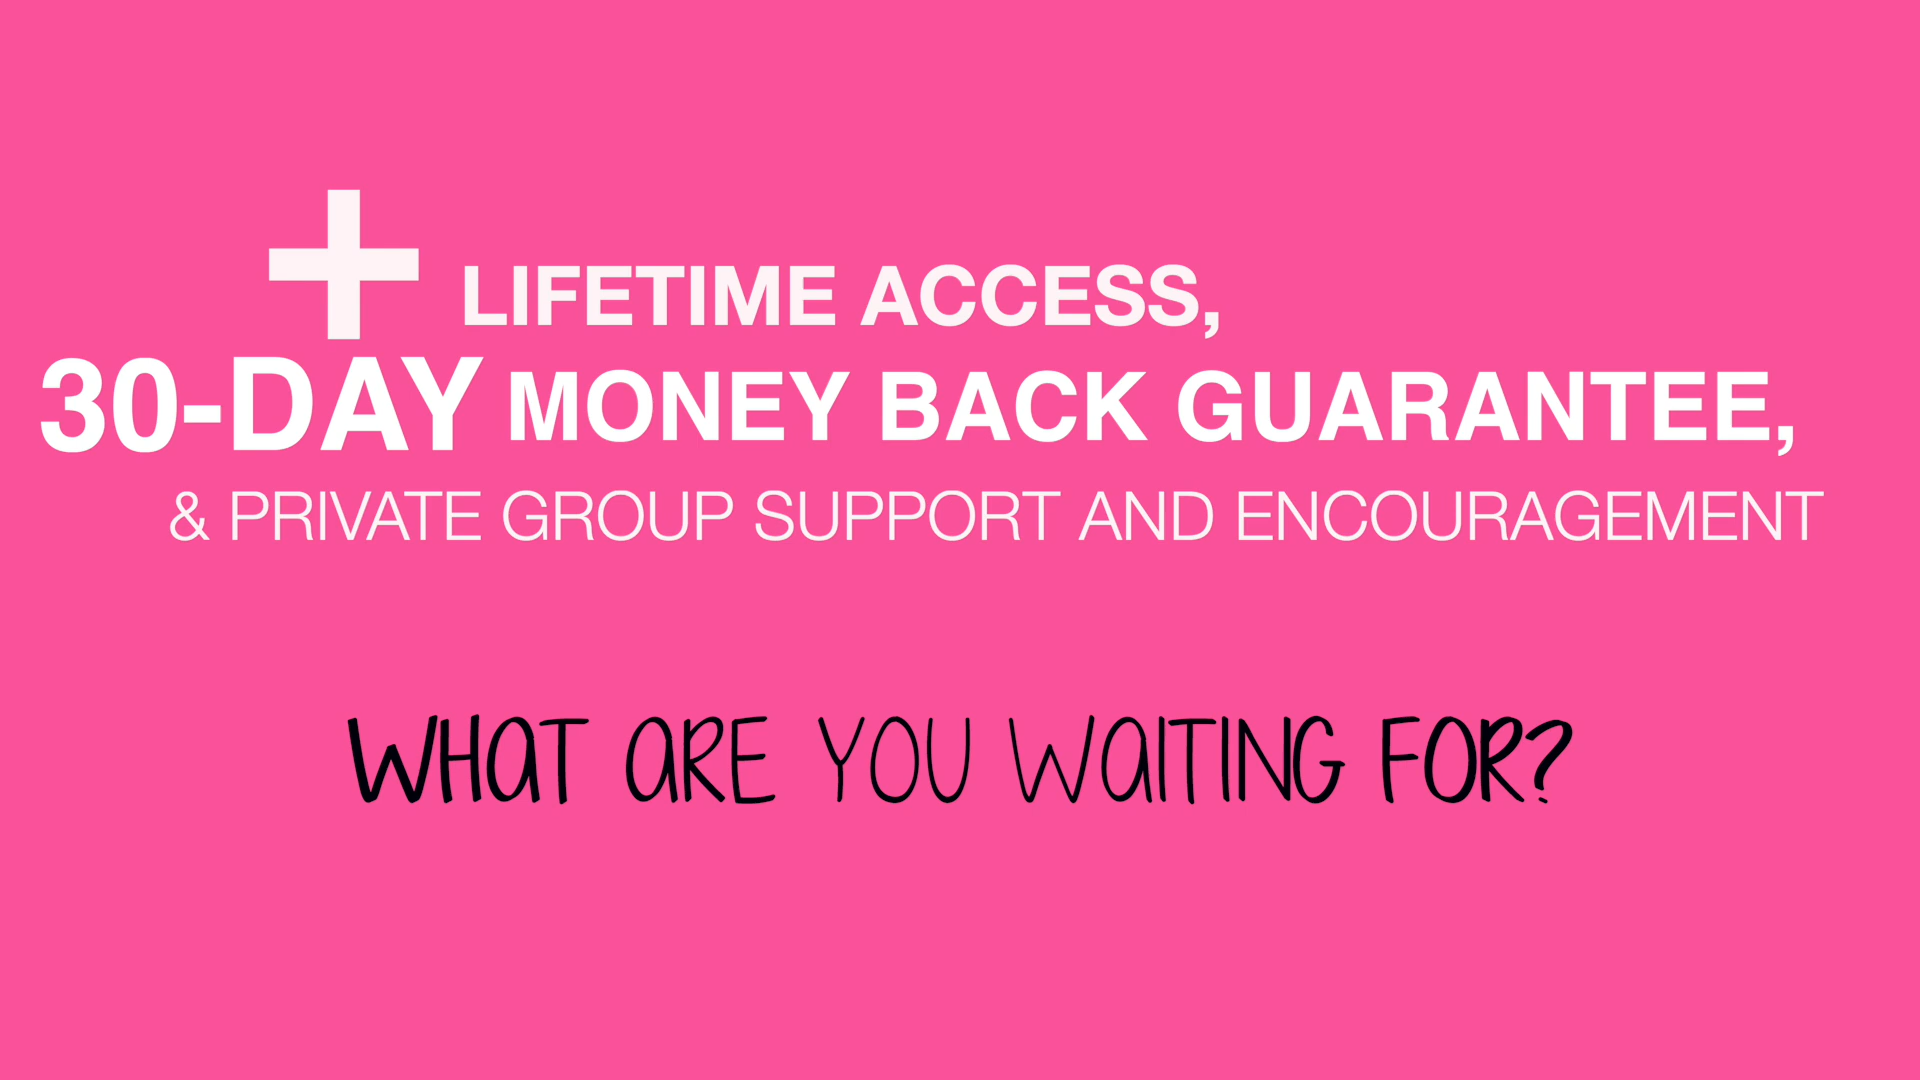 + LIFETIME ACCESS,
30-DAY MONEY BACK GUARANTEE,
& PRIVATE GROUP SUPPORT AND ENCOURAGEMENT
WHAT ARE YOU WAITING FOR?